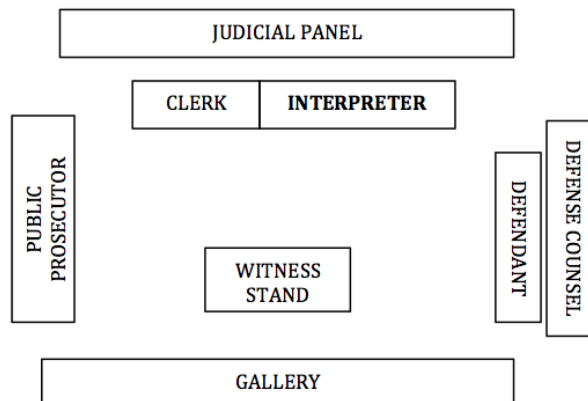 JUDICIAL PANEL
CLERK
INTERPRETER
PUBLIC
PROSECUTOR
DEFENDANT
DEFENSE COUNSEL
WITNESS
STAND
GALLERY